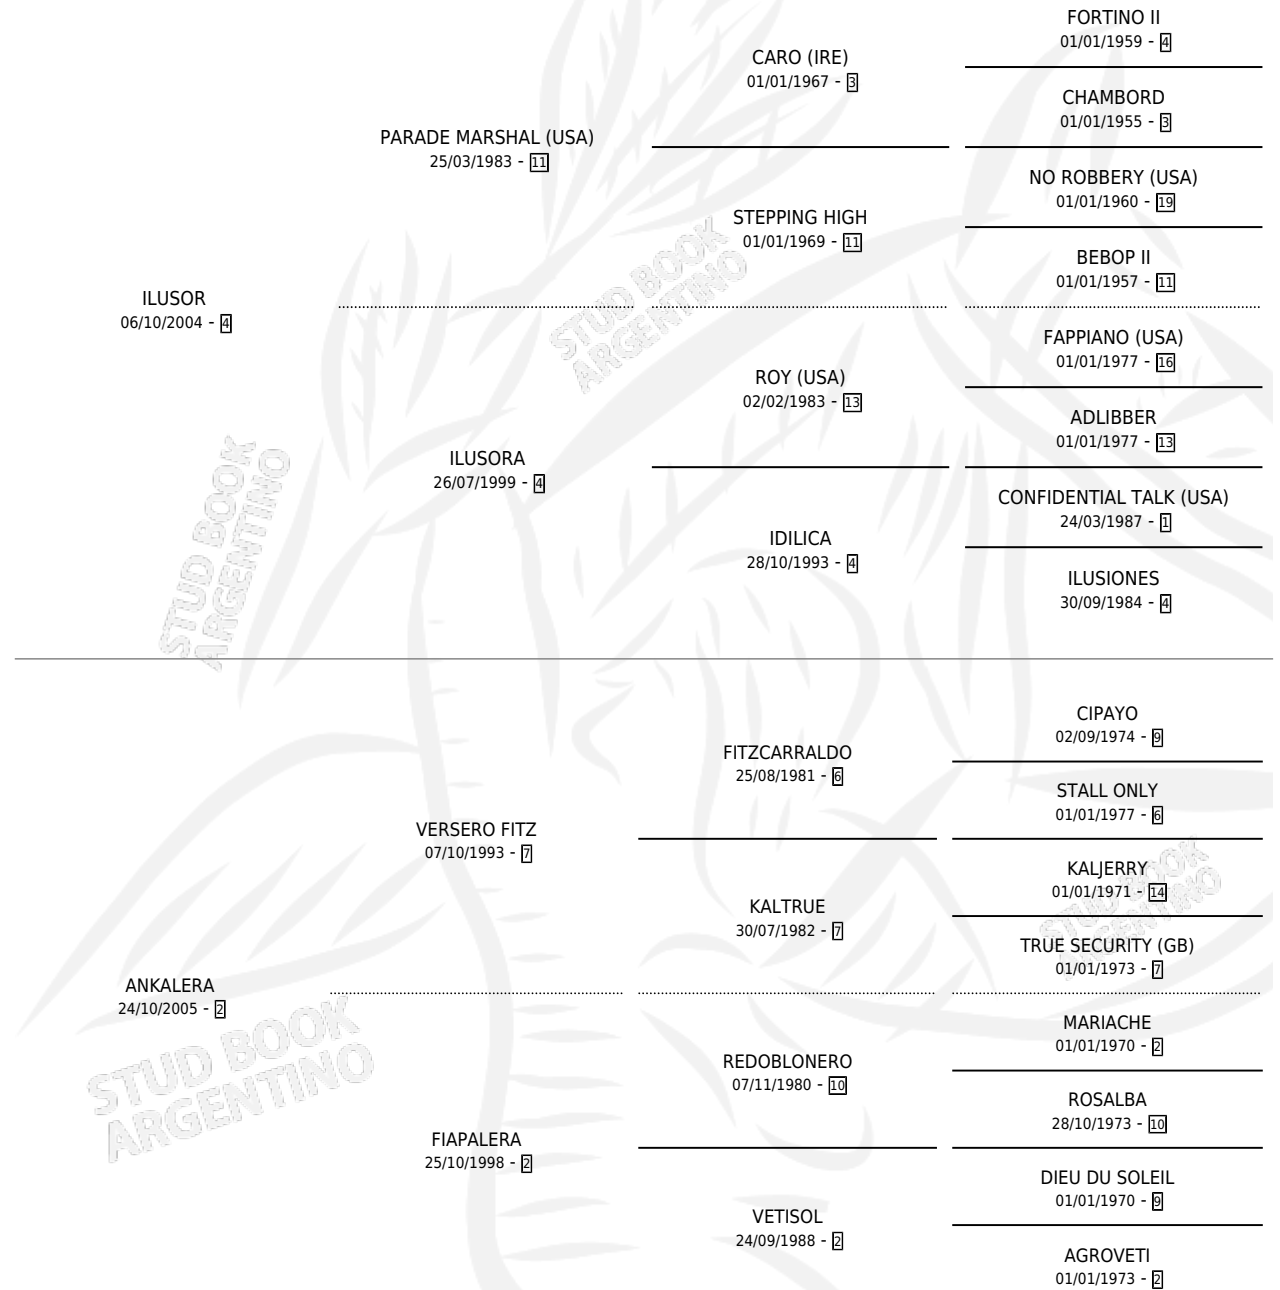 FORTINO II
01/01/1959 - 4
CARO (IRE)
01/01/1967 - 3
CHAMBORD
01/01/1955 - 3
PARADE MARSHAL (USA)
25/03/1983 - 11
NO ROBBERY (USA)
01/01/1960 - 19
STEPPING HIGH
01/01/1969 - 11
BEBOP II
01/01/1957 - 11
ILUSOR
06/10/2004 - 4
FAPPIANO (USA)
01/01/1977 - 16
ROY (USA)
02/02/1983 - 13
ADLIBBER
01/01/1977 - 13
ILUSORA
26/07/1999 - 4
CONFIDENTIAL TALK (USA)
24/03/1987 - 1
IDILICA
28/10/1993 - 4
ILUSIONES
30/09/1984 - 4
STUD BOOK
ARGENTINO
STUD BOOK
ARGENTINO
CIPAYO
02/09/1974 - 9
FITZCARRALDO
25/08/1981 - 6
STALL ONLY
01/01/1977 - 6
VERSERO FITZ
07/10/1993 - 7
KALJERRY
01/01/1971 - 14
KALTRUE
30/07/1982 - 7
TRUE SECURITY (GB)
01/01/1973 - 7
STUD BOOK
ARGENTINO
ANKALERA
24/10/2005 - 2
MARIACHE
01/01/1970 - 2
REDOBLONERO
07/11/1980 - 10
ROSALBA
28/10/1973 - 10
STUD BOOK
ARGENTINO
FIAPALERA
25/10/1998 - 2
DIEU DU SOLEIL
01/01/1970 - 9
VETISOL
24/09/1988 - 2
AGROVETI
01/01/1973 - 2